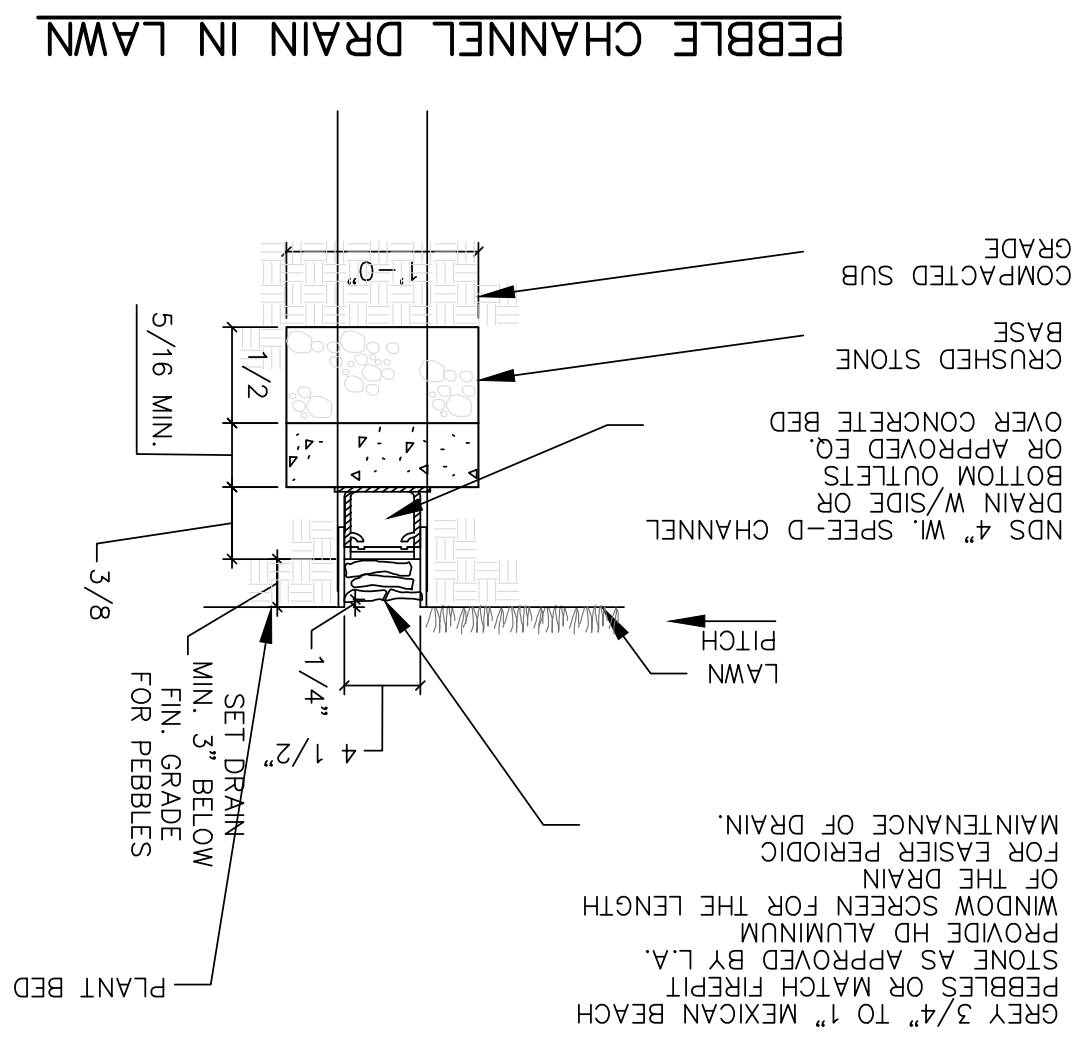 GREY 3/4" TO 1" MEXICAN BEACH
PEBBLES OR MATCH FIREPIT
STONE AS APPROVED BY L.A.
PROVIDE HD ALUMINUM
WINDOW SCREEN FOR THE LENGTH
OF THE DRAIN
FOR EASIER PERIODIC
MAINTENANCE OF DRAIN.
PLANT BED
SET DRAIN
MIN. 3" BELOW
FIN. GRADE
FOR PEBBLES
4 1/2"
1/4"
LAWN
PITCH
3/8
NDS 4" WI. SPEE-D CHANNEL
DRAIN W/SIDE OR
BOTTOM OUTLETS
OR APPROVED EQ.
OVER CONCRETE BED
5/16 MIN.
1/2
CRUSHED STONE
BASE
COMPACTED SUB
GRADE
1'-0"
PEBBLE CHANNEL DRAIN IN LAWN